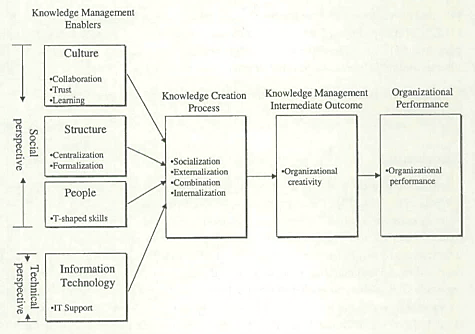 Knowledge Management
Enablers
Social
perspective
Culture
•Collaboration
•Trust
•Learning
Structure
•Centralization
•Formalization
People
•T-shaped skills
Technical
perspective
Information
Technology
•IT Support
Knowledge Creation
Process
•Socialization
•Externalization
•Combination
•Internalization
Knowledge Management
Intermediate Outcome
•Organizational
creativity
Organizational
Performance
•Organizational
performance